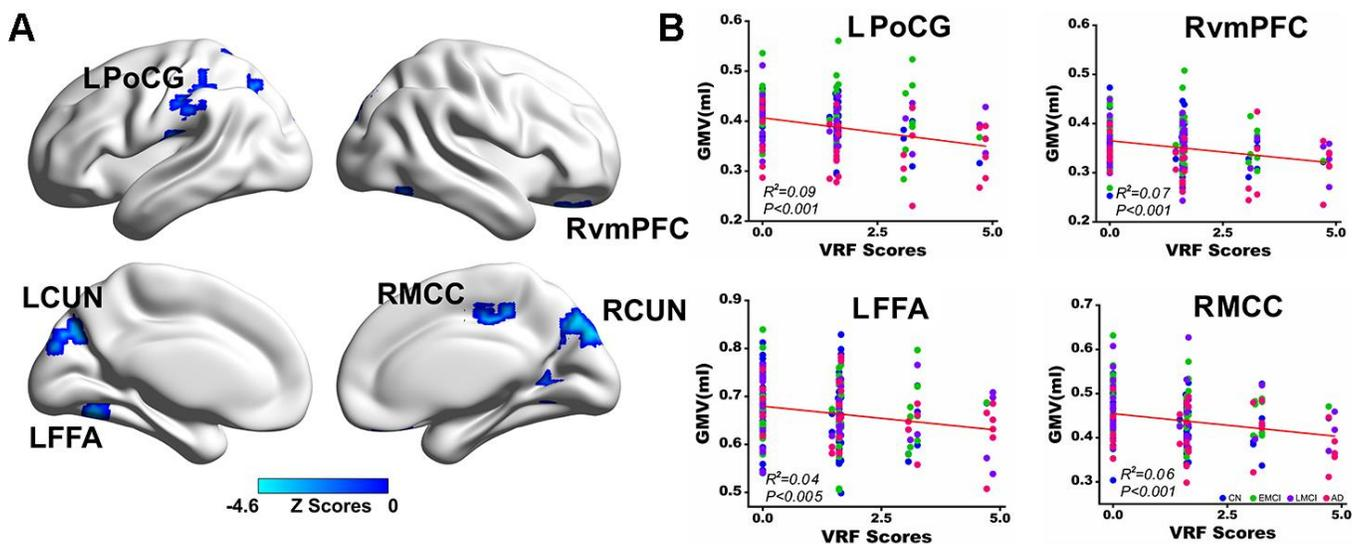 A
LPoCG
RvmPFC
LCUN
RMCC
RCUN
LFFA
-4.6 Z Scores 0
B
LPoCG
GMV(ml)
0.6
0.5
0.4
0.3
0.2
R²=0.09
P<0.001
0.0 2.5 5.0
VRF Scores
RvmPFC
GMV(ml)
0.6
0.5
0.4
0.3
0.2
R²=0.07
P<0.001
0.0 2.5 5.0
VRF Scores
LFFA
GMV(ml)
0.9
0.8
0.7
0.6
0.5
R²=0.04
P<0.005
0.0 2.5 5.0
VRF Scores
RMCC
GMV(ml)
0.7
0.6
0.5
0.4
0.3
R²=0.06
P<0.001
CN EMCI LMCI AD
0.0 2.5 5.0
VRF Scores